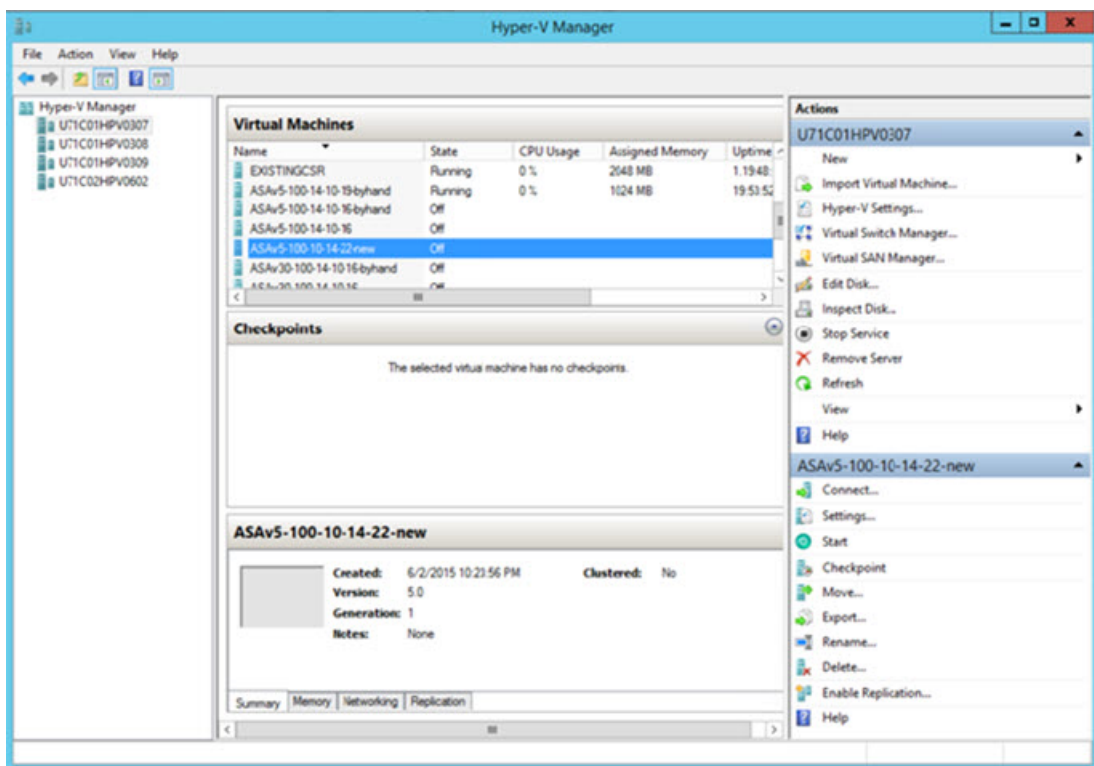 Hyper-V Manager
File Action View Help
Hyper-V Manager
U71C01HPV0307
U71C01HPV0308
U71C01HPV0309
U71C02HPV0602
Virtual Machines
Name State CPU Usage Assigned Memory Uptime
EXISTINGCSR Running 0 % 2048 MB 1.19:48:
ASAv5-100-14-10-19-byhand Running 0 % 1024 MB 19:53:52
ASAv5-100-14-10-16-byhand Off
ASAv5-100-14-10-16 Off
ASAv5-100-10-14-22-new Off
ASAv30-100-14-10-16-byhand Off
Checkpoints
The selected virtual machine has no checkpoints.
ASAv5-100-10-14-22-new
Created: 6/2/2015 10:23:56 PM Clustered: No
Version: 5.0
Generation: 1
Notes: None
Summary Memory Networking Replication
Actions
U71C01HPV0307
New
Import Virtual Machine...
Hyper-V Settings...
Virtual Switch Manager...
Virtual SAN Manager...
Edit Disk...
Inspect Disk...
Stop Service
Remove Server
Refresh
View
Help
ASAv5-100-10-14-22-new
Connect...
Settings...
Start
Checkpoint
Move...
Export...
Rename...
Delete...
Enable Replication...
Help